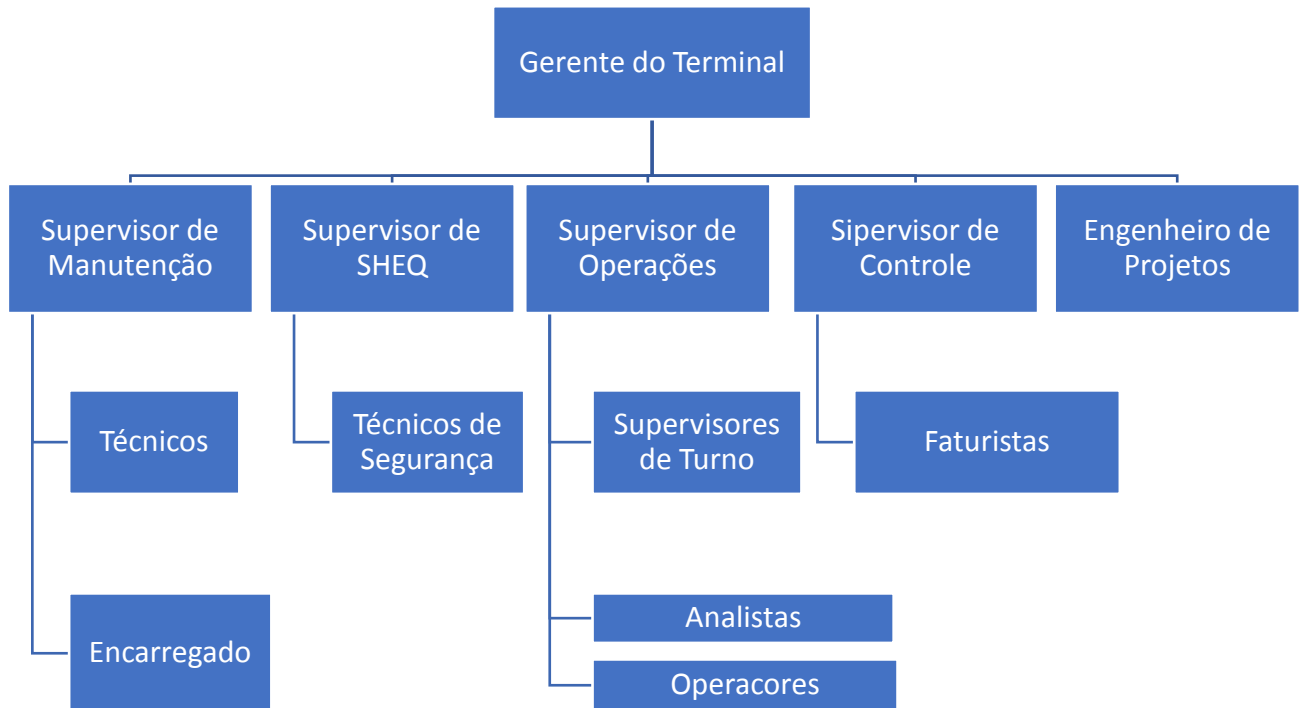 Gerente do Terminal
Supervisor de
Manutenção
Supervisor de
SHEQ
Supervisor de
Operações
Sipervisor de
Controle
Engenheiro de
Projetos
Técnicos
Técnicos de
Segurança
Supervisores
de Turno
Faturistas
Encarregado
Analistas
Operacores